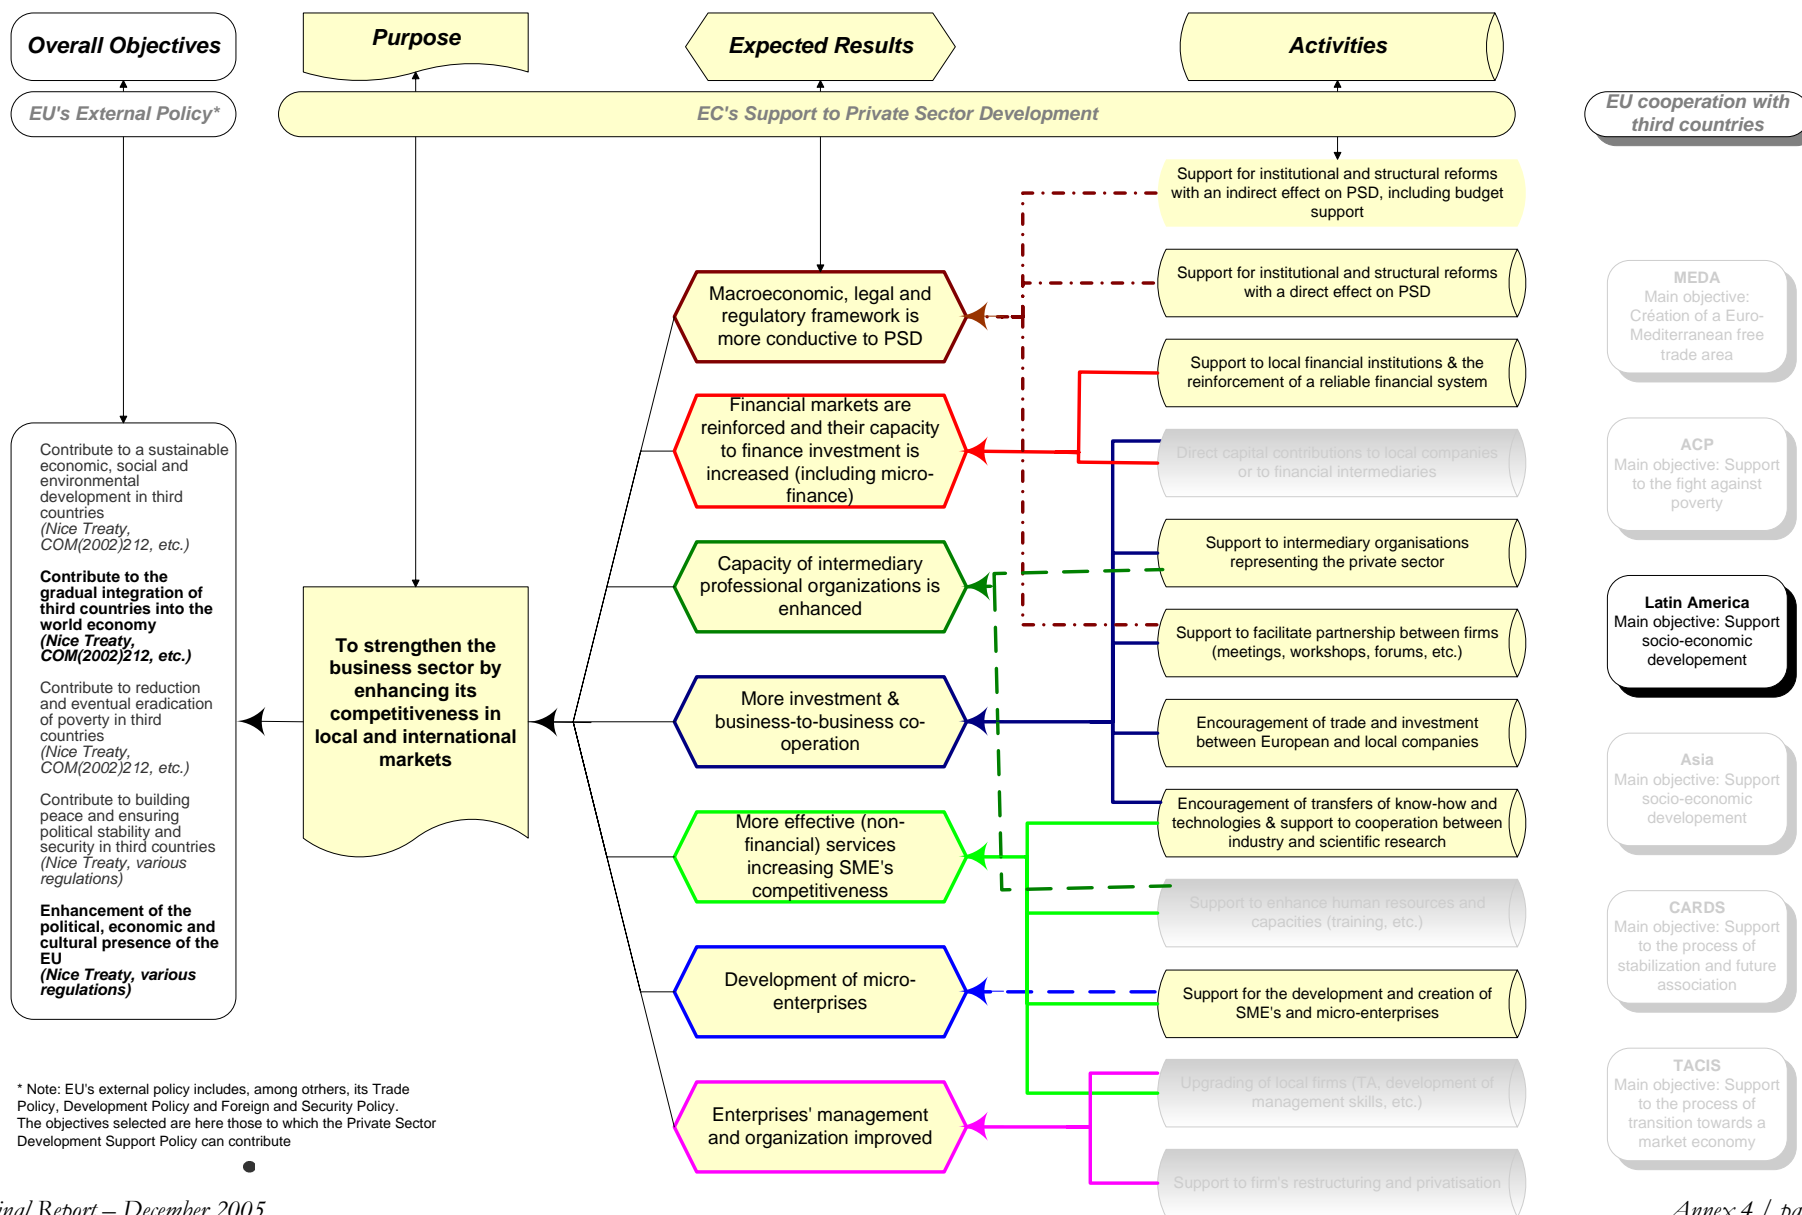 Overall Objectives
Purpose
Expected Results
Activities
EU's External Policy*
EC's Support to Private Sector Development
EU cooperation with
third countries
Contribute to a sustainable
economic, social and
environmental
development in third
countries
(Nice Treaty,
COM(2002)212, etc.)
Contribute to the
gradual integration of
third countries into the
world economy
(Nice Treaty,
COM(2002)212, etc.)
Contribute to reduction
and eventual eradication
of poverty in third
countries
(Nice Treaty,
COM(2002)212, etc.)
Contribute to building
peace and ensuring
political stability and
security in third countries
(Nice Treaty, various
regulations)
Enhancement of the
political, economic and
cultural presence of the
EU
(Nice Treaty, various
regulations)
To strengthen the
business sector by
enhancing its
competitiveness in
local and international
markets
Macroeconomic, legal and
regulatory framework is
more conductive to PSD
Financial markets are
reinforced and their capacity
to finance investment is
increased (including micro-
finance)
Capacity of intermediary
professional organizations is
enhanced
More investment &
business-to-business co-
operation
More effective (non-
financial) services
increasing SME's
competitiveness
Development of micro-
enterprises
Enterprises' management
and organization improved
Support for institutional and structural reforms
with an indirect effect on PSD, including budget
support
Support for institutional and structural reforms
with a direct effect on PSD
Support to local financial institutions & the
reinforcement of a reliable financial system
Direct capital contributions to local companies
or to financial intermediaries
Support to intermediary organisations
representing the private sector
Support to facilitate partnership between firms
(meetings, workshops, forums, etc.)
Encouragement of trade and investment
between European and local companies
Encouragement of transfers of know-how and
technologies & support to cooperation between
industry and scientific research
Support to enhance human resources and
capacities (training, etc.)
Support for the development and creation of
SME's and micro-enterprises
Upgrading of local firms (TA, development of
management skills, etc.)
Support to firm's restructuring and privatisation
MEDA
Main objective:
Création of a Euro-
Mediterranean free
trade area
ACP
Main objective: Support
to the fight against
poverty
Latin America
Main objective: Support
socio-economic
developement
Asia
Main objective: Support
socio-economic
developement
CARDS
Main objective: Support
to the process of
stabilization and future
association
TACIS
Main objective: Support
to the process of
transition towards a
market economy
* Note: EU's external policy includes, among otrhers, its Trade
Policy, Development Policy and Foreign and Security Policy.
The objectives selected are here those to which the Private Sector
Development Support Policy can contribute
Report – December 2005
Annex 4 /